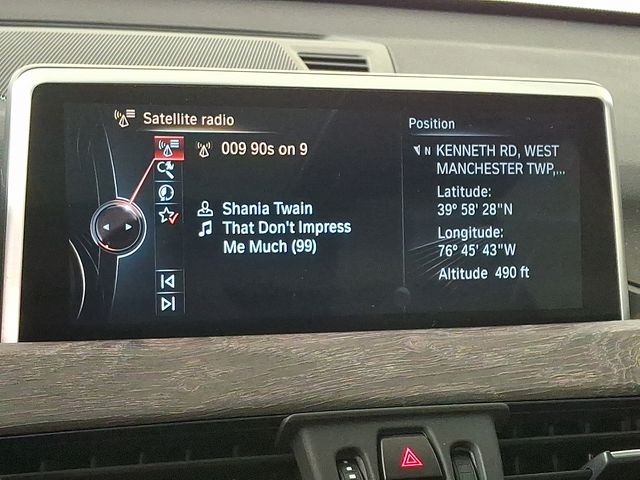 Satellite radio
009 90s on 9
Shania Twain
That Don't Impress
Me Much (99)
Position
N KENNETH RD, WEST
MANCHESTER TWP,...
Latitude:
39° 58' 28"N
Longitude:
76° 45' 43"W
Altitude 490 ft